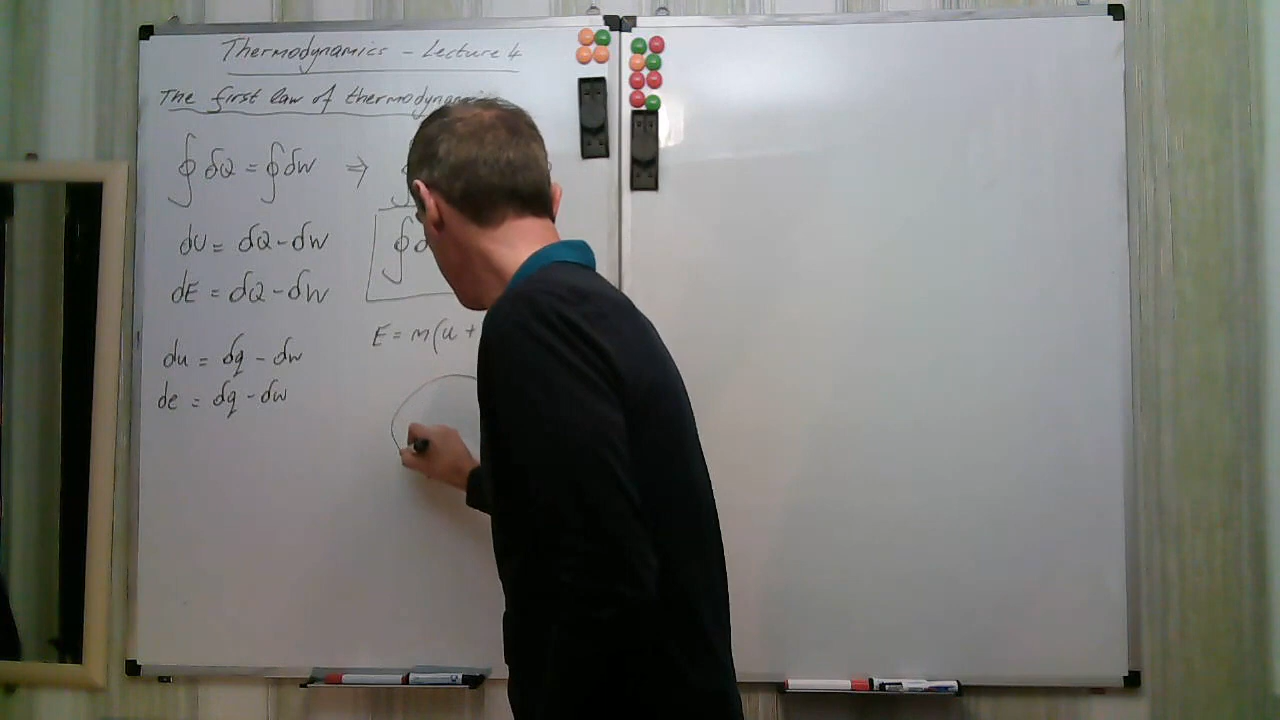 Thermodynamics - Lecture 4
The first law of
∮ δQ = ∮ δW ⇒
dU = δQ - δW
dE = δQ - δW
E = m(u +
du = δq - δw
de = δq - δw